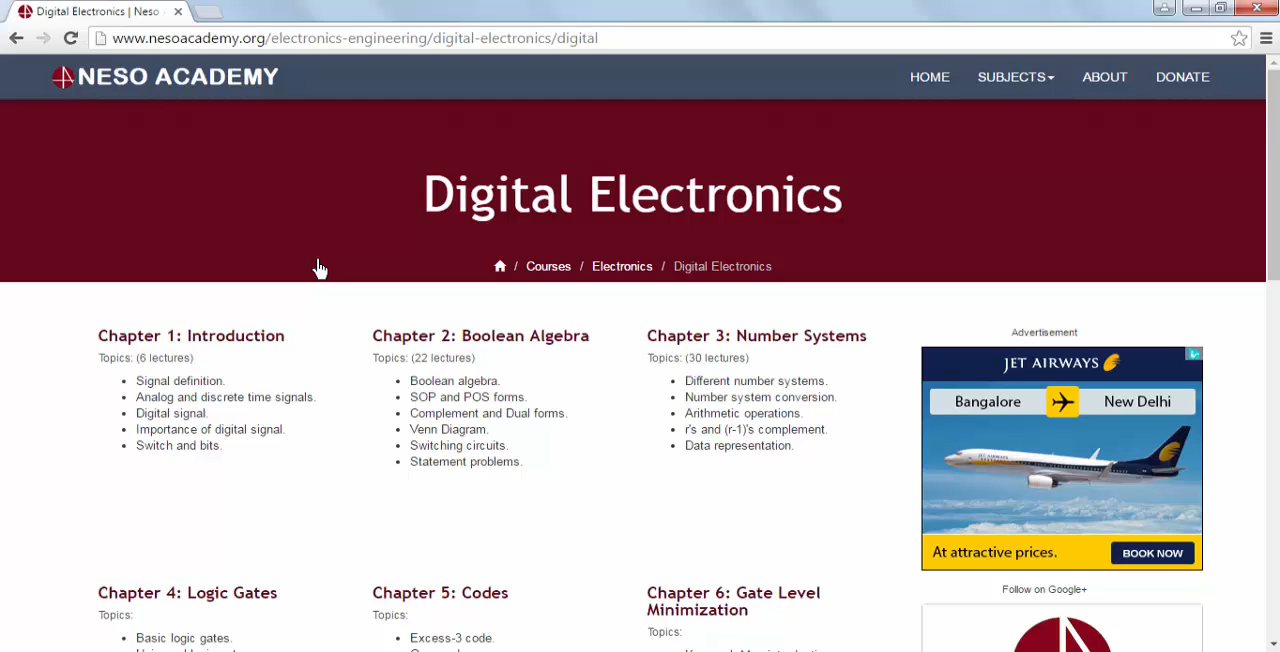 Digital Electronics | Neso
www.nesoacademy.org/electronics-engineering/digital-electronics/digital
NESO ACADEMY
HOME SUBJECTS ABOUT DONATE
Digital Electronics
/ Courses / Electronics / Digital Electronics
Chapter 1: Introduction
Topics: (6 lectures)
• Signal definition.
• Analog and discrete time signals.
• Digital signal.
• Importance of digital signal.
• Switch and bits.
Chapter 2: Boolean Algebra
Topics: (22 lectures)
• Boolean algebra.
• SOP and POS forms.
• Complement and Dual forms.
• Venn Diagram.
• Switching circuits.
• Statement problems.
Chapter 3: Number Systems
Topics: (30 lectures)
• Different number systems.
• Number system conversion.
• Arithmetic operations.
• r's and (r-1)'s complement.
• Data representation.
Advertisement
JET AIRWAYS
Bangalore New Delhi
JET AIRWAYS
At attractive prices.
BOOK NOW
Follow on Google+
Chapter 4: Logic Gates
Topics:
• Basic logic gates.
Chapter 5: Codes
Topics:
• Excess-3 code.
Chapter 6: Gate Level
Minimization
Topics: